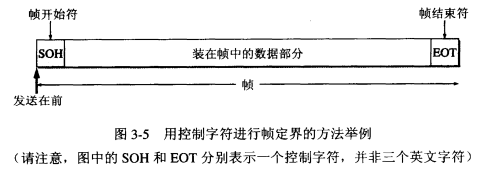 帧开始符 帧结束符
SOH 装在帧中的数据部分 EOT
帧
发送在前
图 3-5 用控制字符进行帧定界的方法举例
（请注意，图中的 SOH 和 EOT 分别表示一个控制字符，并非三个英文字符）